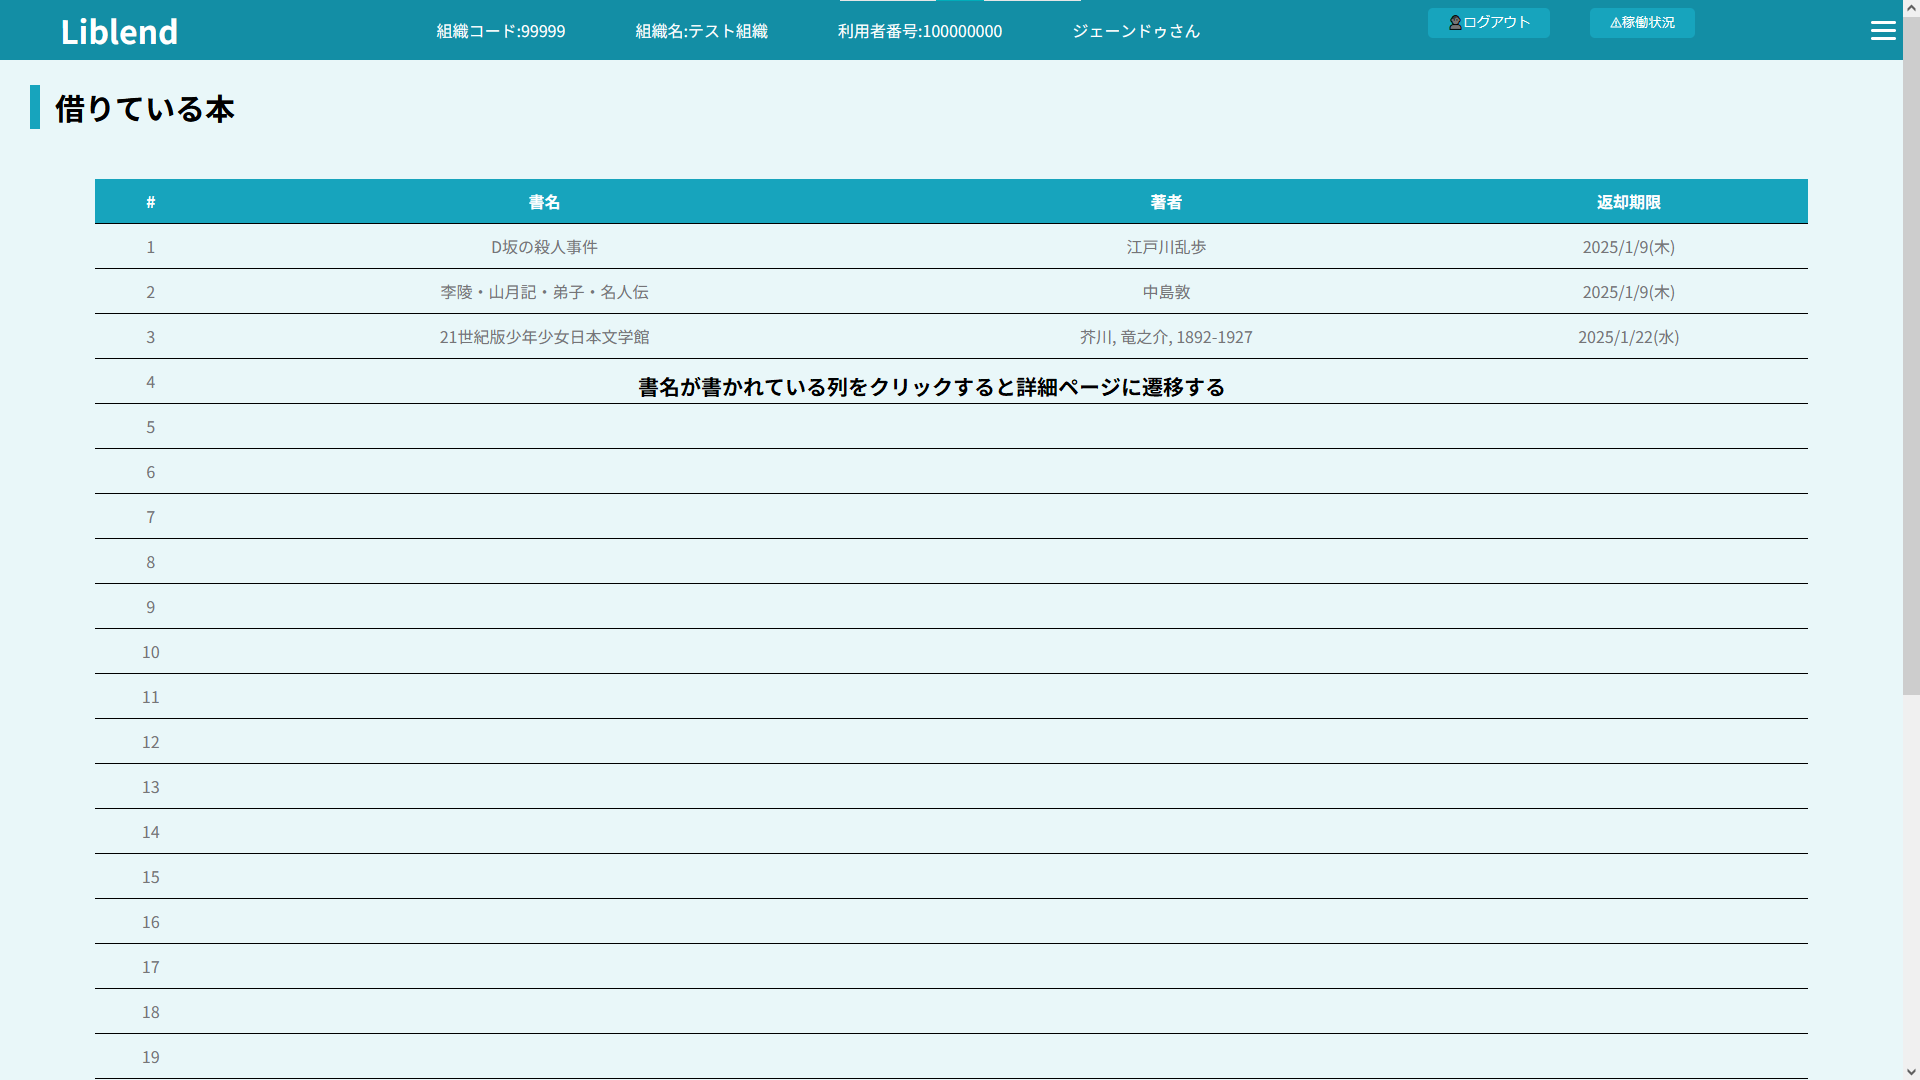 Liblend 組織コード:99999 組織名:テスト組織 利用者番号:100000000 ジェーンドゥさん ログアウト ⚠稼働状況
借りている本
# 書名 著者 返却期限
1 D坂の殺人事件 江戸川乱歩 2025/1/9(木)
2 李陵・山月記・弟子・名人伝 中島敦 2025/1/9(木)
3 21世紀版少年少女日本文学館 芥川, 竜之介, 1892-1927 2025/1/22(水)
4
書名が書かれている列をクリックすると詳細ページに遷移する
5
6
7
8
9
10
11
12
13
14
15
16
17
18
19